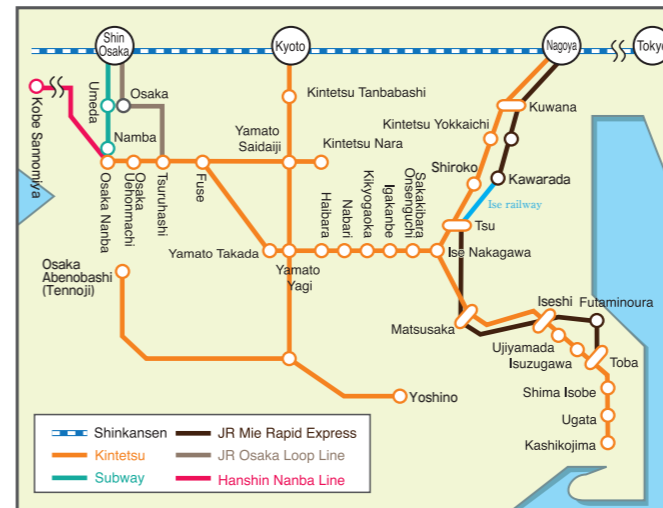 Shin
Osaka
Kyoto
Nagoya
Tokyo
Umeda
Osaka
Kintetsu Tanbabashi
Kuwana
Kobe Sannomiya
Namba
Yamato
Saidaiji
Kintetsu Nara
Kintetsu Yokkaichi
Shiroko
Kawarada
Ise railway
Osaka Nanba
Osaka
Uehonmachi
Tsuruhashi
Fuse
Haibara
Nabari
Kikyogaoka
Igakanbe
Sakakibara
Onsenguchi
Tsu
Yamato Takada
Yamato
Yagi
Ise Nakagawa
Osaka
Abenobashi
(Tennoji)
Matsusaka
Iseshi
Futaminoura
Ujiyamada
Isuzugawa
Toba
Shima Isobe
Ugata
Kashikojima
Yoshino
Shinkansen
JR Mie Rapid Express
Kintetsu
JR Osaka Loop Line
Subway
Hanshin Nanba Line